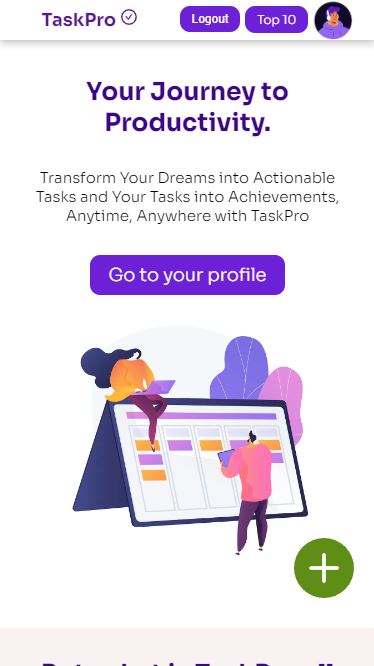 TaskPro
Logout
Top 10
Your Journey to
Productivity.
Transform Your Dreams into Actionable
Tasks and Your Tasks into Achievements,
Anytime, Anywhere with TaskPro
Go to your profile